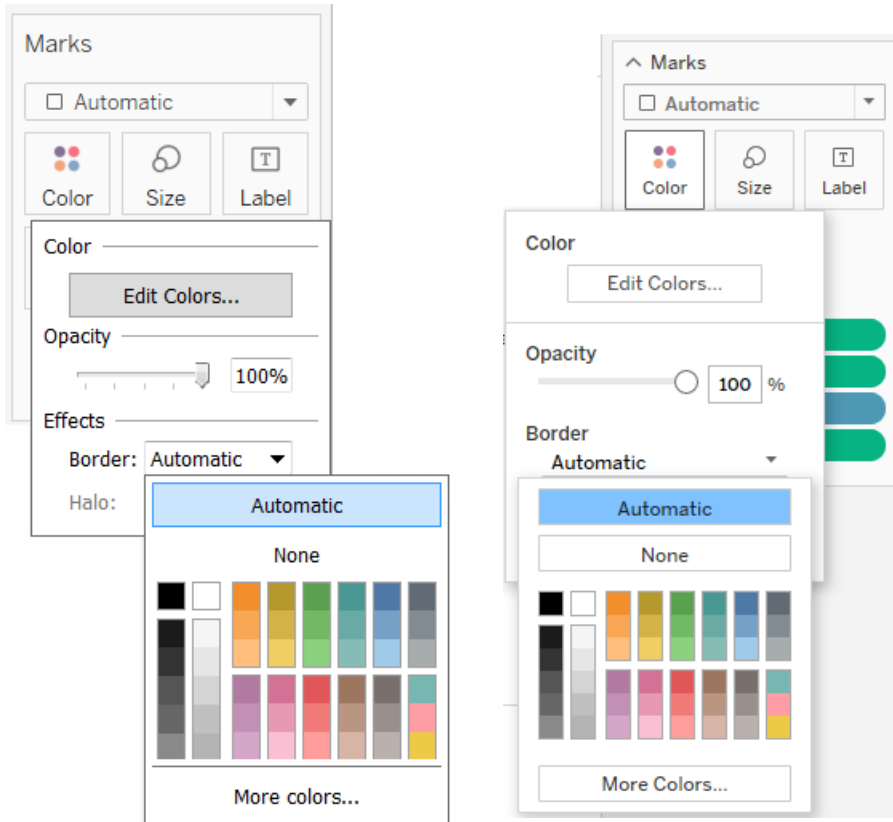 Marks
Automatic
Color Size Label
Color
Edit Colors...
Opacity
100%
Effects
Border: Automatic
Halo:
Automatic
None
More colors...
Marks
Automatic
Color Size Label
Color
Edit Colors...
Opacity
100 %
Border
Automatic
Automatic
None
More Colors...